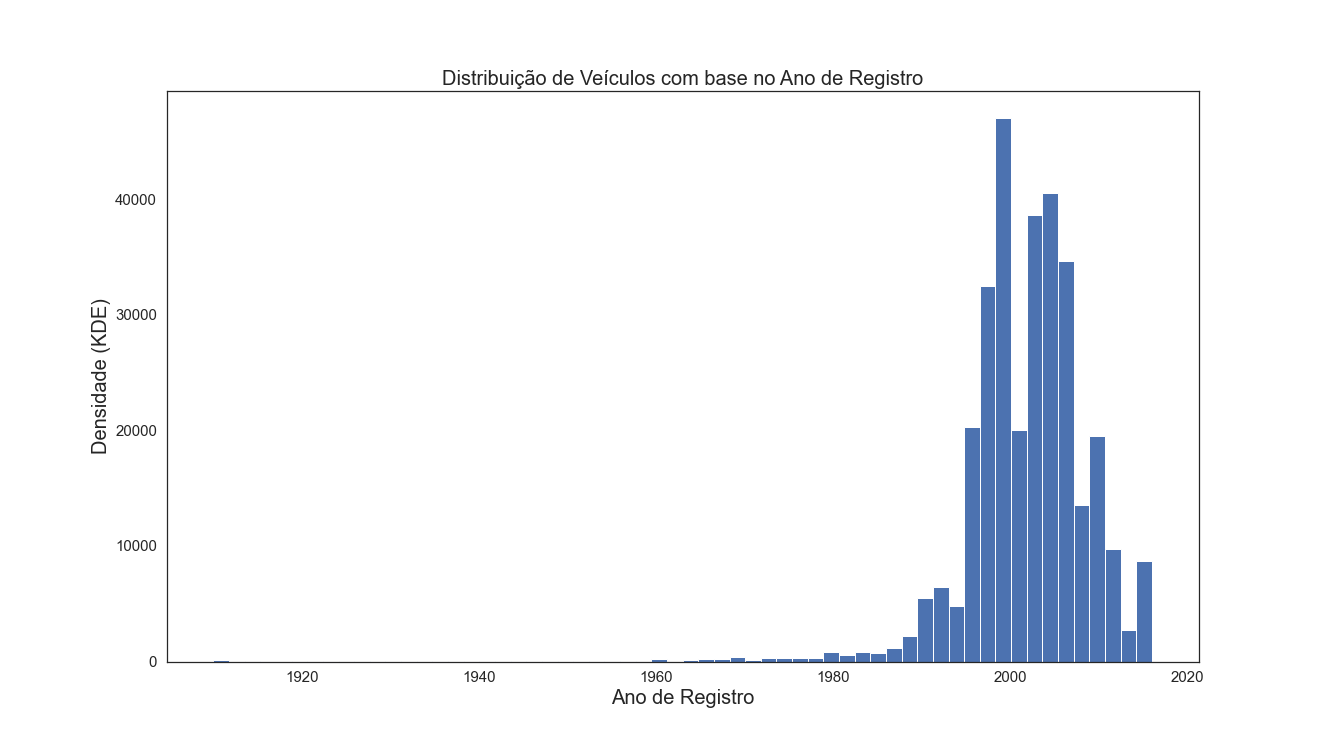 Distribuição de Veículos com base no Ano de Registro
Densidade (KDE)
40000
30000
20000
10000
0
1920 1940 1960 1980 2000 2020
Ano de Registro